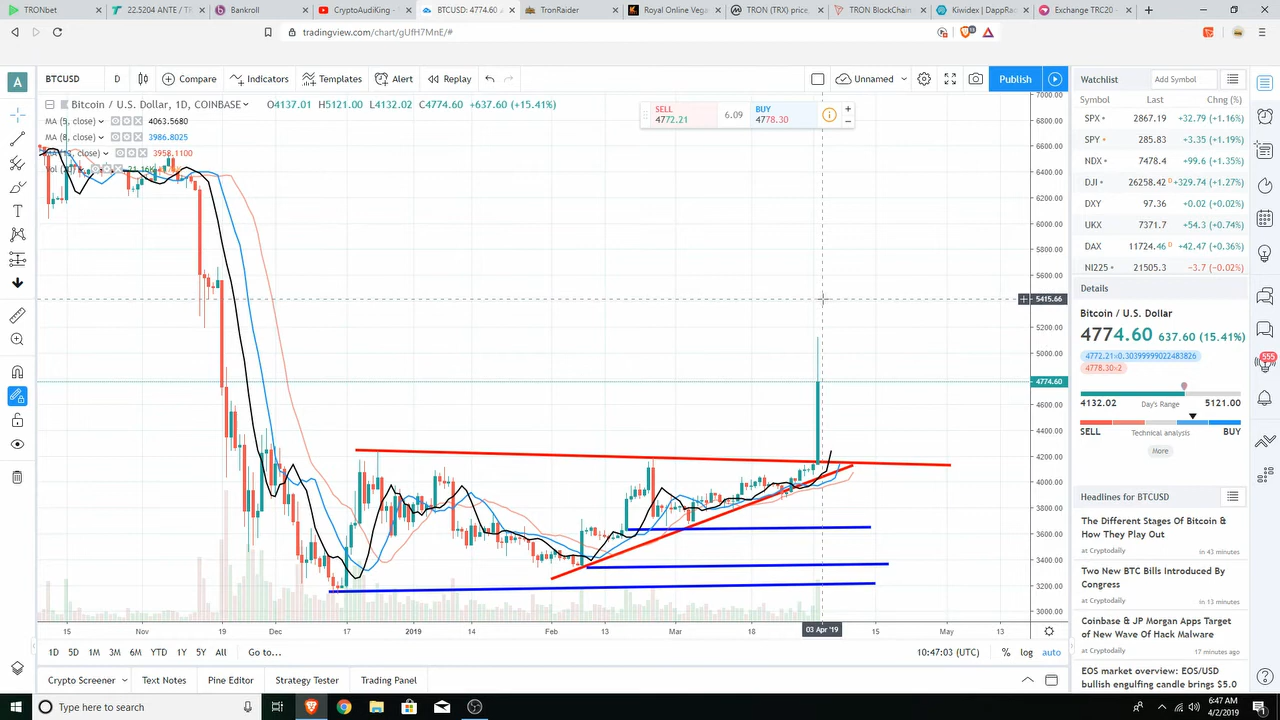 TRONbet
22.5204 ANTE / TR
Bankroll
CryptoAudiKing -
BTCUSD: 4774.60
TronRaider
Royal Online Vega
TRON (TRX) price,
TRON BlockChain
Kiwidex | DappRad
Exchange TRC20 -
tradingview.com/chart/gUfH7MnE/#
A
BTCUSD
D
Compare
Indicators
Templates
Alert
Replay
Unnamed
Publish
Watchlist
Add Symbol
Bitcoin / U.S. Dollar, 1D, COINBASE
O4137.01 H5121.00 L4132.02 C4774.60 +637.60 (+15.41%)
SELL
4772.21
6.09
BUY
4778.30
MA (5, close)
4063.5680
MA (8, close)
3986.8025
3958.1100
21.16K
7000.00
6800.00
6600.00
6400.00
6200.00
6000.00
5800.00
5600.00
5415.66
5200.00
5000.00
4774.60
4600.00
4400.00
4200.00
4000.00
3800.00
3600.00
3400.00
3200.00
3000.00
15
Nov
19
Dec
17
2019
14
Feb
13
Mar
18
03 Apr '19
15
May
13
1D
5D
1M
3M
6M
YTD
1Y
5Y
All
Go to...
10:47:03 (UTC)
%
log
auto
Crypto Screener
Text Notes
Pine Editor
Strategy Tester
Trading Panel
Symbol Last Chg (%)
SPX 2867.19 +32.79 (+1.16%)
SPY 285.83 +3.35 (+1.19%)
NDX 7478.4 +99.6 (+1.35%)
DJI 26258.42 D +329.74 (+1.27%)
DXY 97.36 +0.02 (+0.02%)
UKX 7371.7 +54.3 (+0.74%)
DAX 11724.46 D +42.47 (+0.36%)
NI225 21505.3 −3.7 (−0.02%)
Details
Bitcoin / U.S. Dollar
4774.60 637.60 (15.41%)
4772.21×0.30399999022483826
4778.30×2
4132.02
Day's Range
5121.00
SELL
Technical analysis
BUY
More
Headlines for BTCUSD
The Different Stages Of Bitcoin &
How They Play Out
at Cryptodaily
in 43 minutes
Two New BTC Bills Introduced By
Congress
at Cryptodaily
in 13 minutes
Coinbase & JP Morgan Apps Target
of New Wave Of Hack Malware
at Cryptodaily
17 minutes ago
EOS market overview: EOS/USD
bullish engulfing candle brings $5.0
555
Type here to search
6:47 AM
4/2/2019